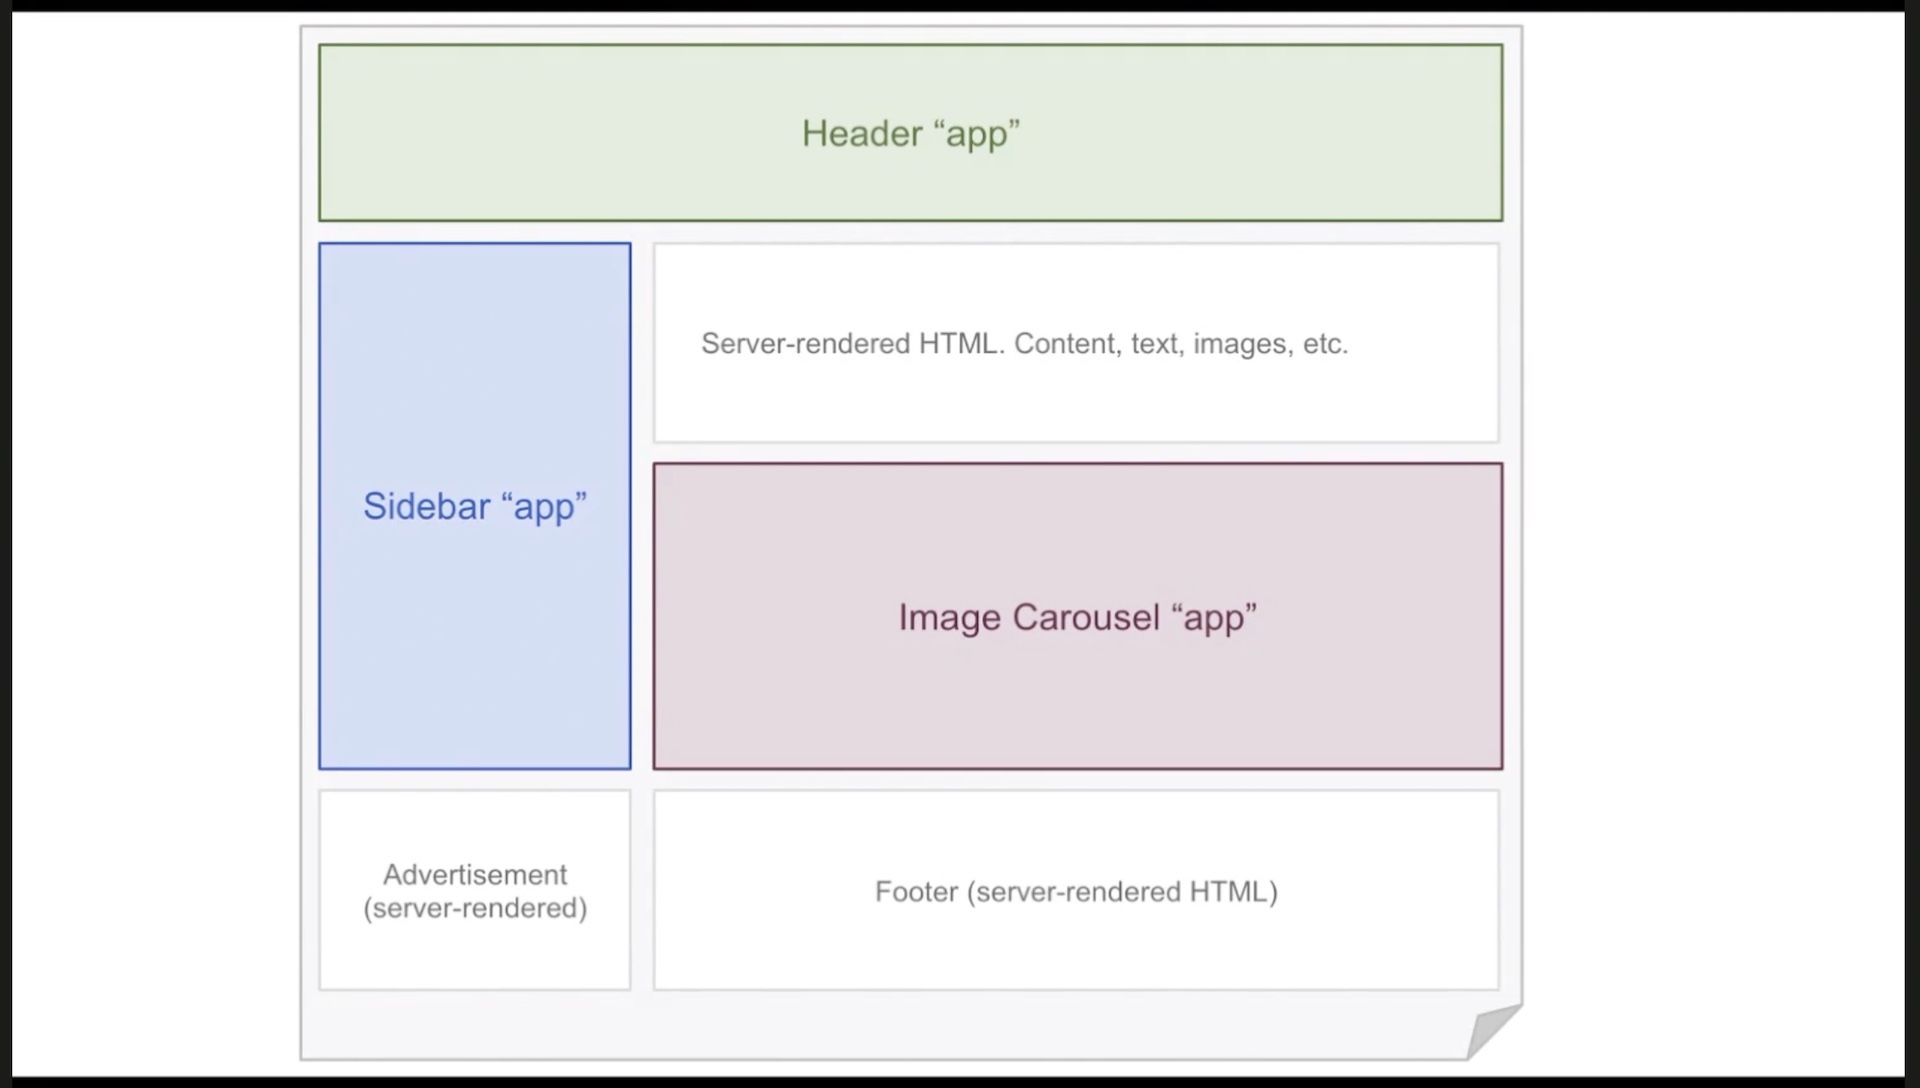 Header “app”
Server-rendered HTML. Content, text, images, etc.
Sidebar “app”
Image Carousel “app”
Advertisement
(server-rendered)
Footer (server-rendered HTML)